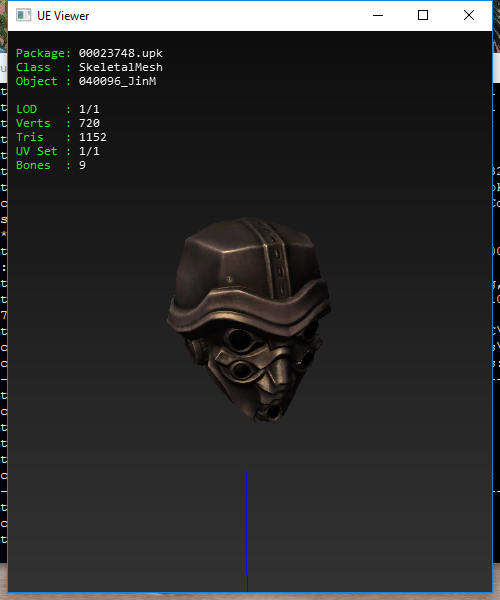 UE Viewer
Package: 00023748.upk
Class : SkeletalMesh
Object : 040096_JinM
LOD : 1/1
Verts : 720
Tris : 1152
UV Set : 1/1
Bones : 9